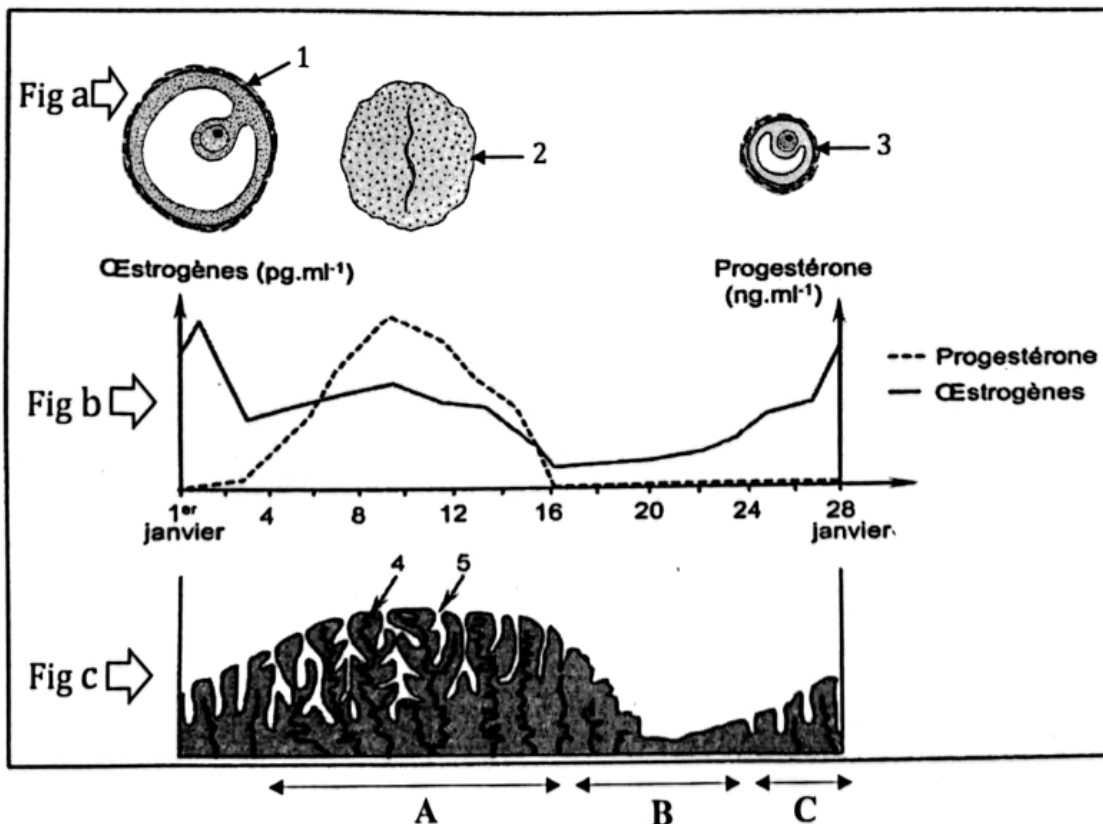 1
Fig a
2
3
Œstrogènes (pg.ml⁻¹)
Progestérone
(ng.ml⁻¹)
Progestérone
Œstrogènes
Fig b
1er
janvier
4
8
12
16
20
24
28
janvier
4
5
Fig c
A
B
C